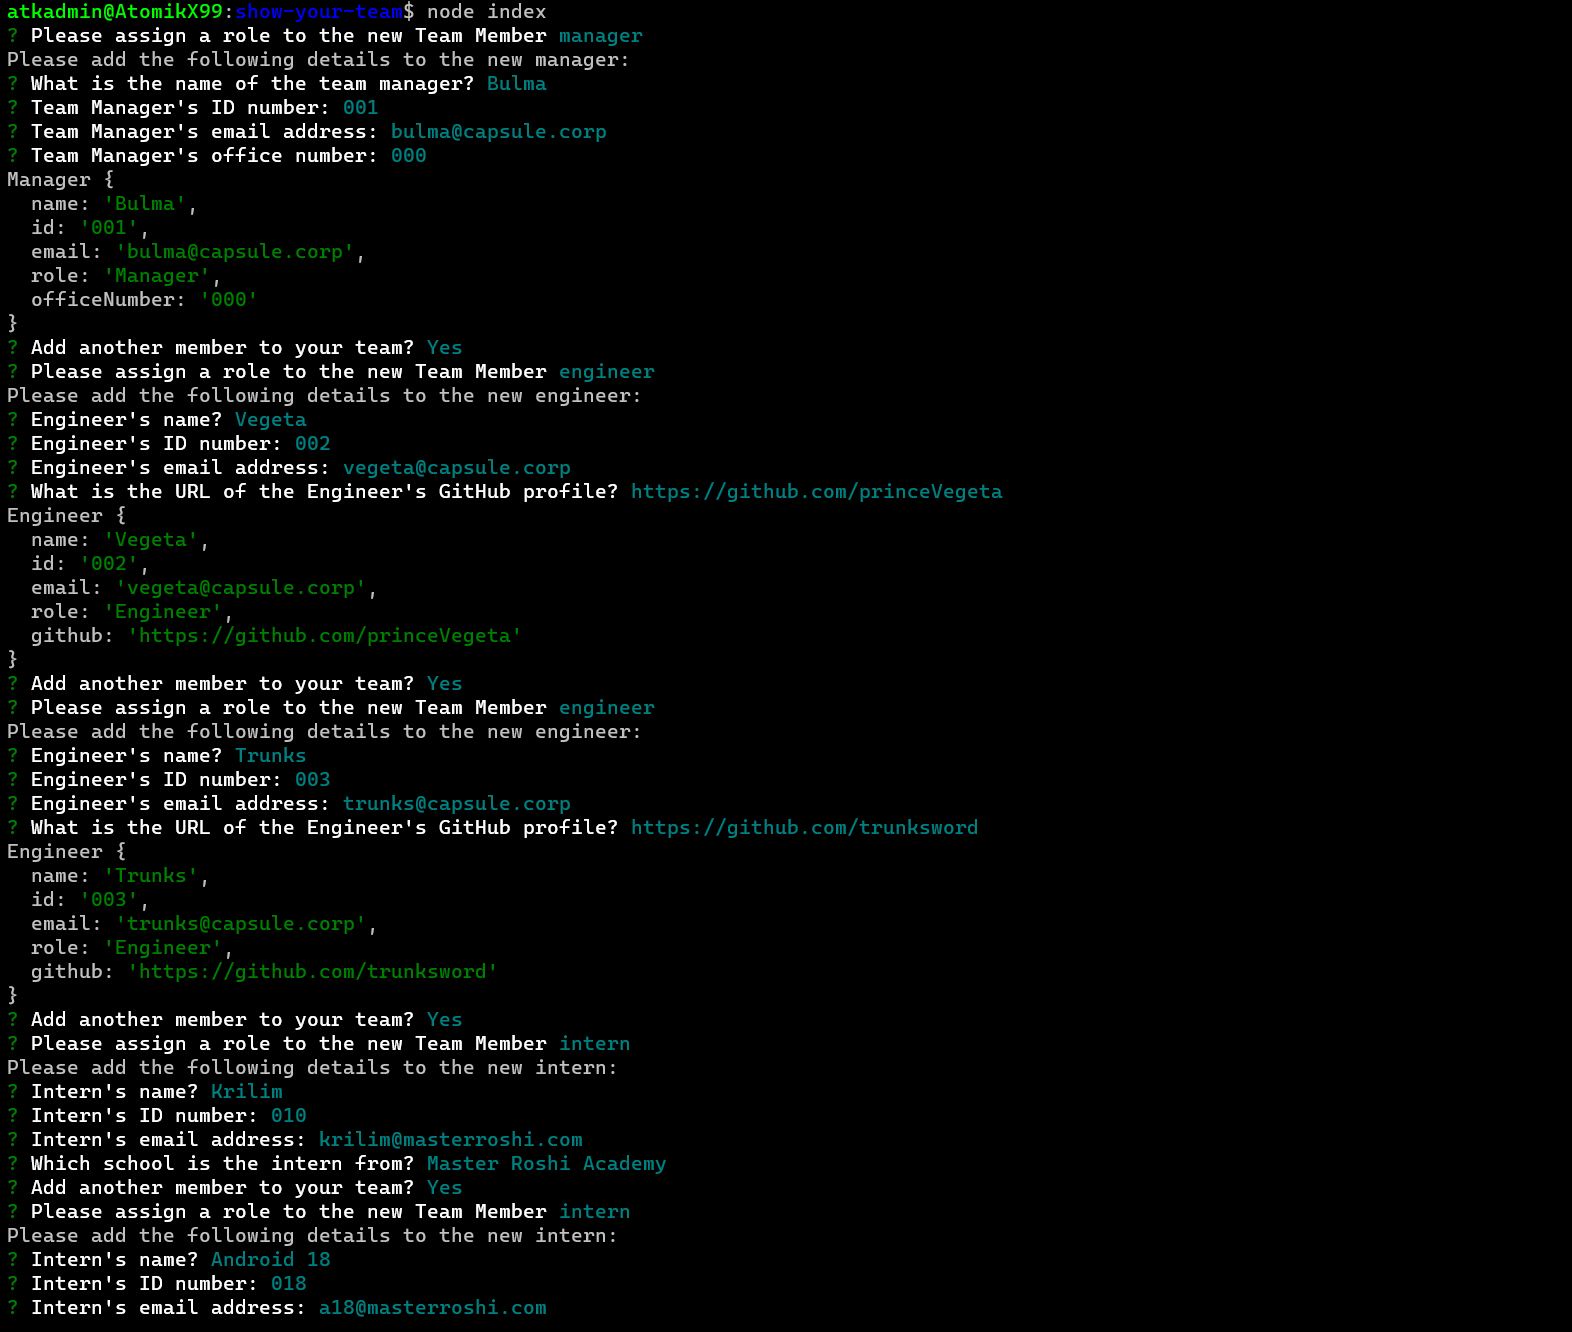 atkadmin@AtomikX99:show-your-team$ node index
? Please assign a role to the new Team Member manager
Please add the following details to the new manager:
? What is the name of the team manager? Bulma
? Team Manager's ID number: 001
? Team Manager's email address: bulma@capsule.corp
? Team Manager's office number: 000
Manager {
  name: 'Bulma',
  id: '001',
  email: 'bulma@capsule.corp',
  role: 'Manager',
  officeNumber: '000'
}
? Add another member to your team? Yes
? Please assign a role to the new Team Member engineer
Please add the following details to the new engineer:
? Engineer's name? Vegeta
? Engineer's ID number: 002
? Engineer's email address: vegeta@capsule.corp
? What is the URL of the Engineer's GitHub profile? https://github.com/princeVegeta
Engineer {
  name: 'Vegeta',
  id: '002',
  email: 'vegeta@capsule.corp',
  role: 'Engineer',
  github: 'https://github.com/princeVegeta'
}
? Add another member to your team? Yes
? Please assign a role to the new Team Member engineer
Please add the following details to the new engineer:
? Engineer's name? Trunks
? Engineer's ID number: 003
? Engineer's email address: trunks@capsule.corp
? What is the URL of the Engineer's GitHub profile? https://github.com/trunksword
Engineer {
  name: 'Trunks',
  id: '003',
  email: 'trunks@capsule.corp',
  role: 'Engineer',
  github: 'https://github.com/trunksword'
}
? Add another member to your team? Yes
? Please assign a role to the new Team Member intern
Please add the following details to the new intern:
? Intern's name? Krilim
? Intern's ID number: 010
? Intern's email address: krilim@masterroshi.com
? Which school is the intern from? Master Roshi Academy
? Add another member to your team? Yes
? Please assign a role to the new Team Member intern
Please add the following details to the new intern:
? Intern's name? Android 18
? Intern's ID number: 018
? Intern's email address: a18@masterroshi.com